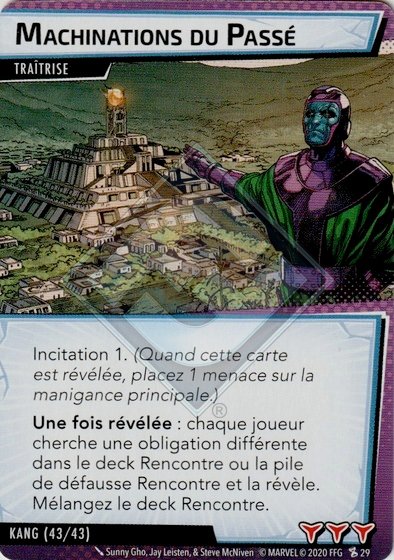 MACHINATIONS DU PASSÉ
TRAÎTRISE
Incitation 1. (Quand cette carte
est révélée, placez 1 menace sur la
manigance principale.)
Une fois révélée : chaque joueur
cherche une obligation différente
dans le deck Rencontre ou la pile
de défausse Rencontre et la révèle.
Mélangez le deck Rencontre.
®
KANG (43/43)
Sunny Gho, Jay Leisten, & Steve McNiven © MARVEL © 2020 FFG 29